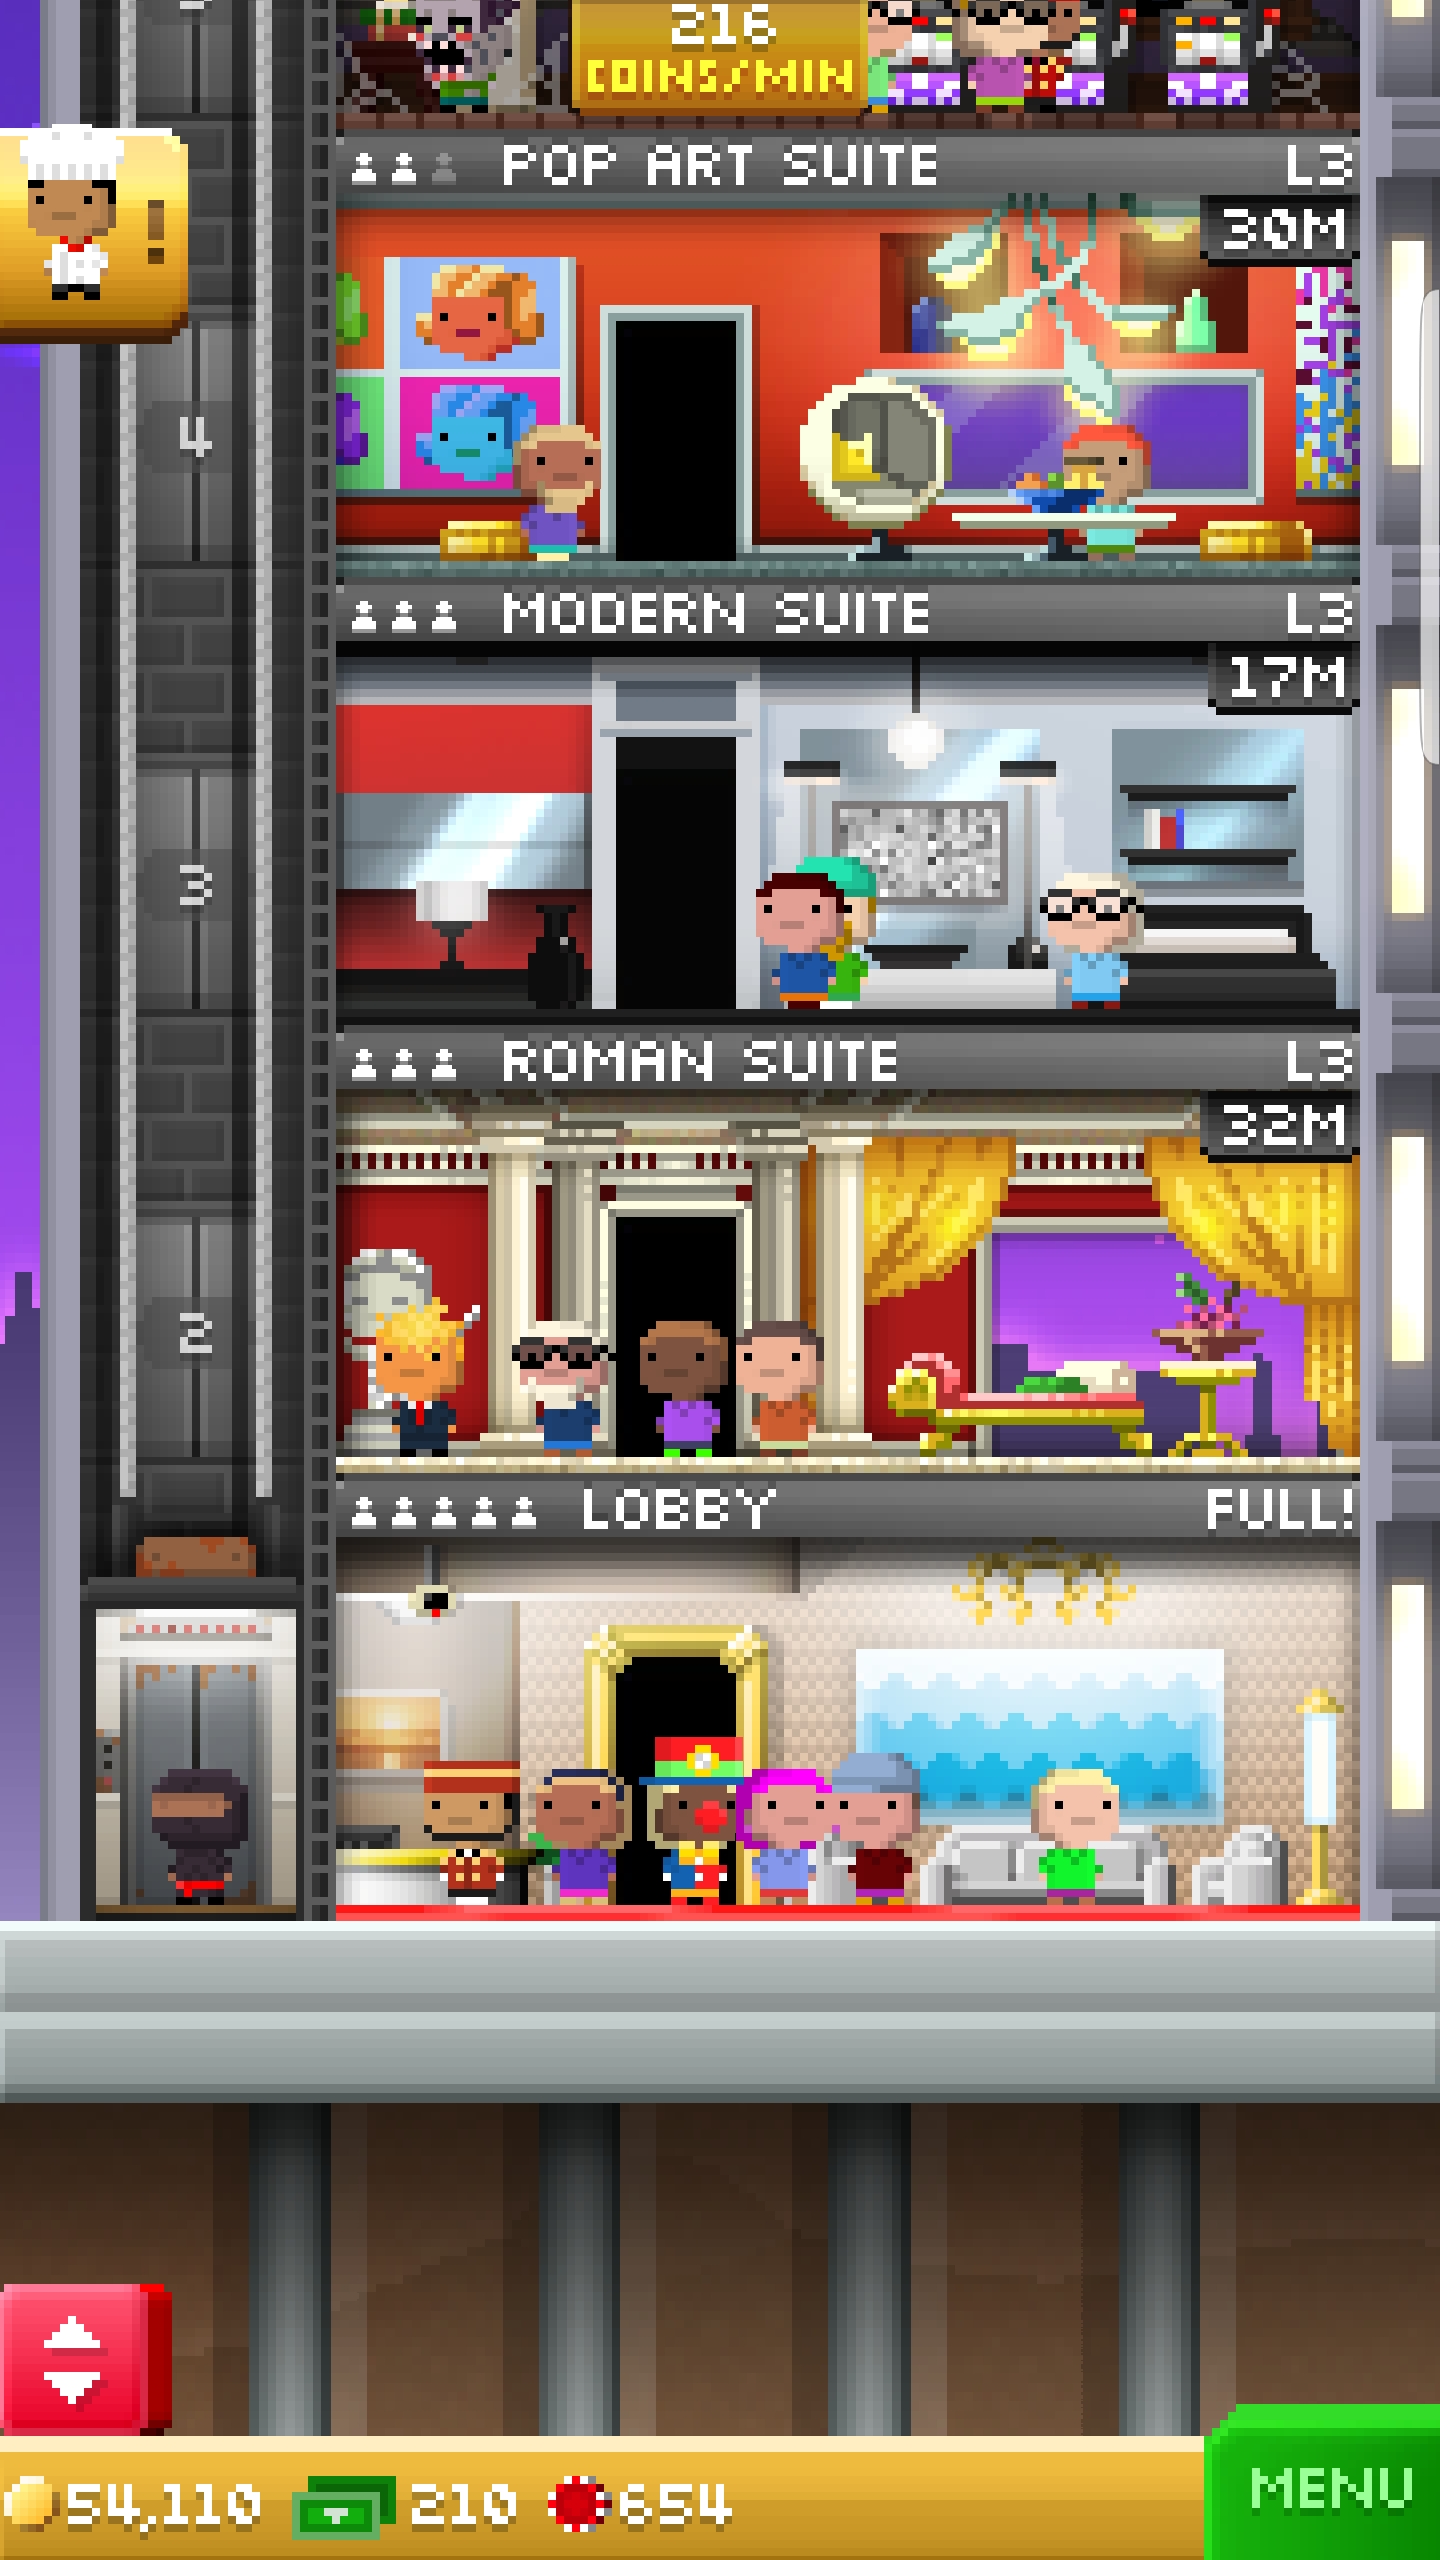 216
COINS/MIN
POP ART SUITE L3
30M
!
4
MODERN SUITE L3
17M
3
ROMAN SUITE L3
32M
2
LOBBY FULL!
54,110 210 654
MENU